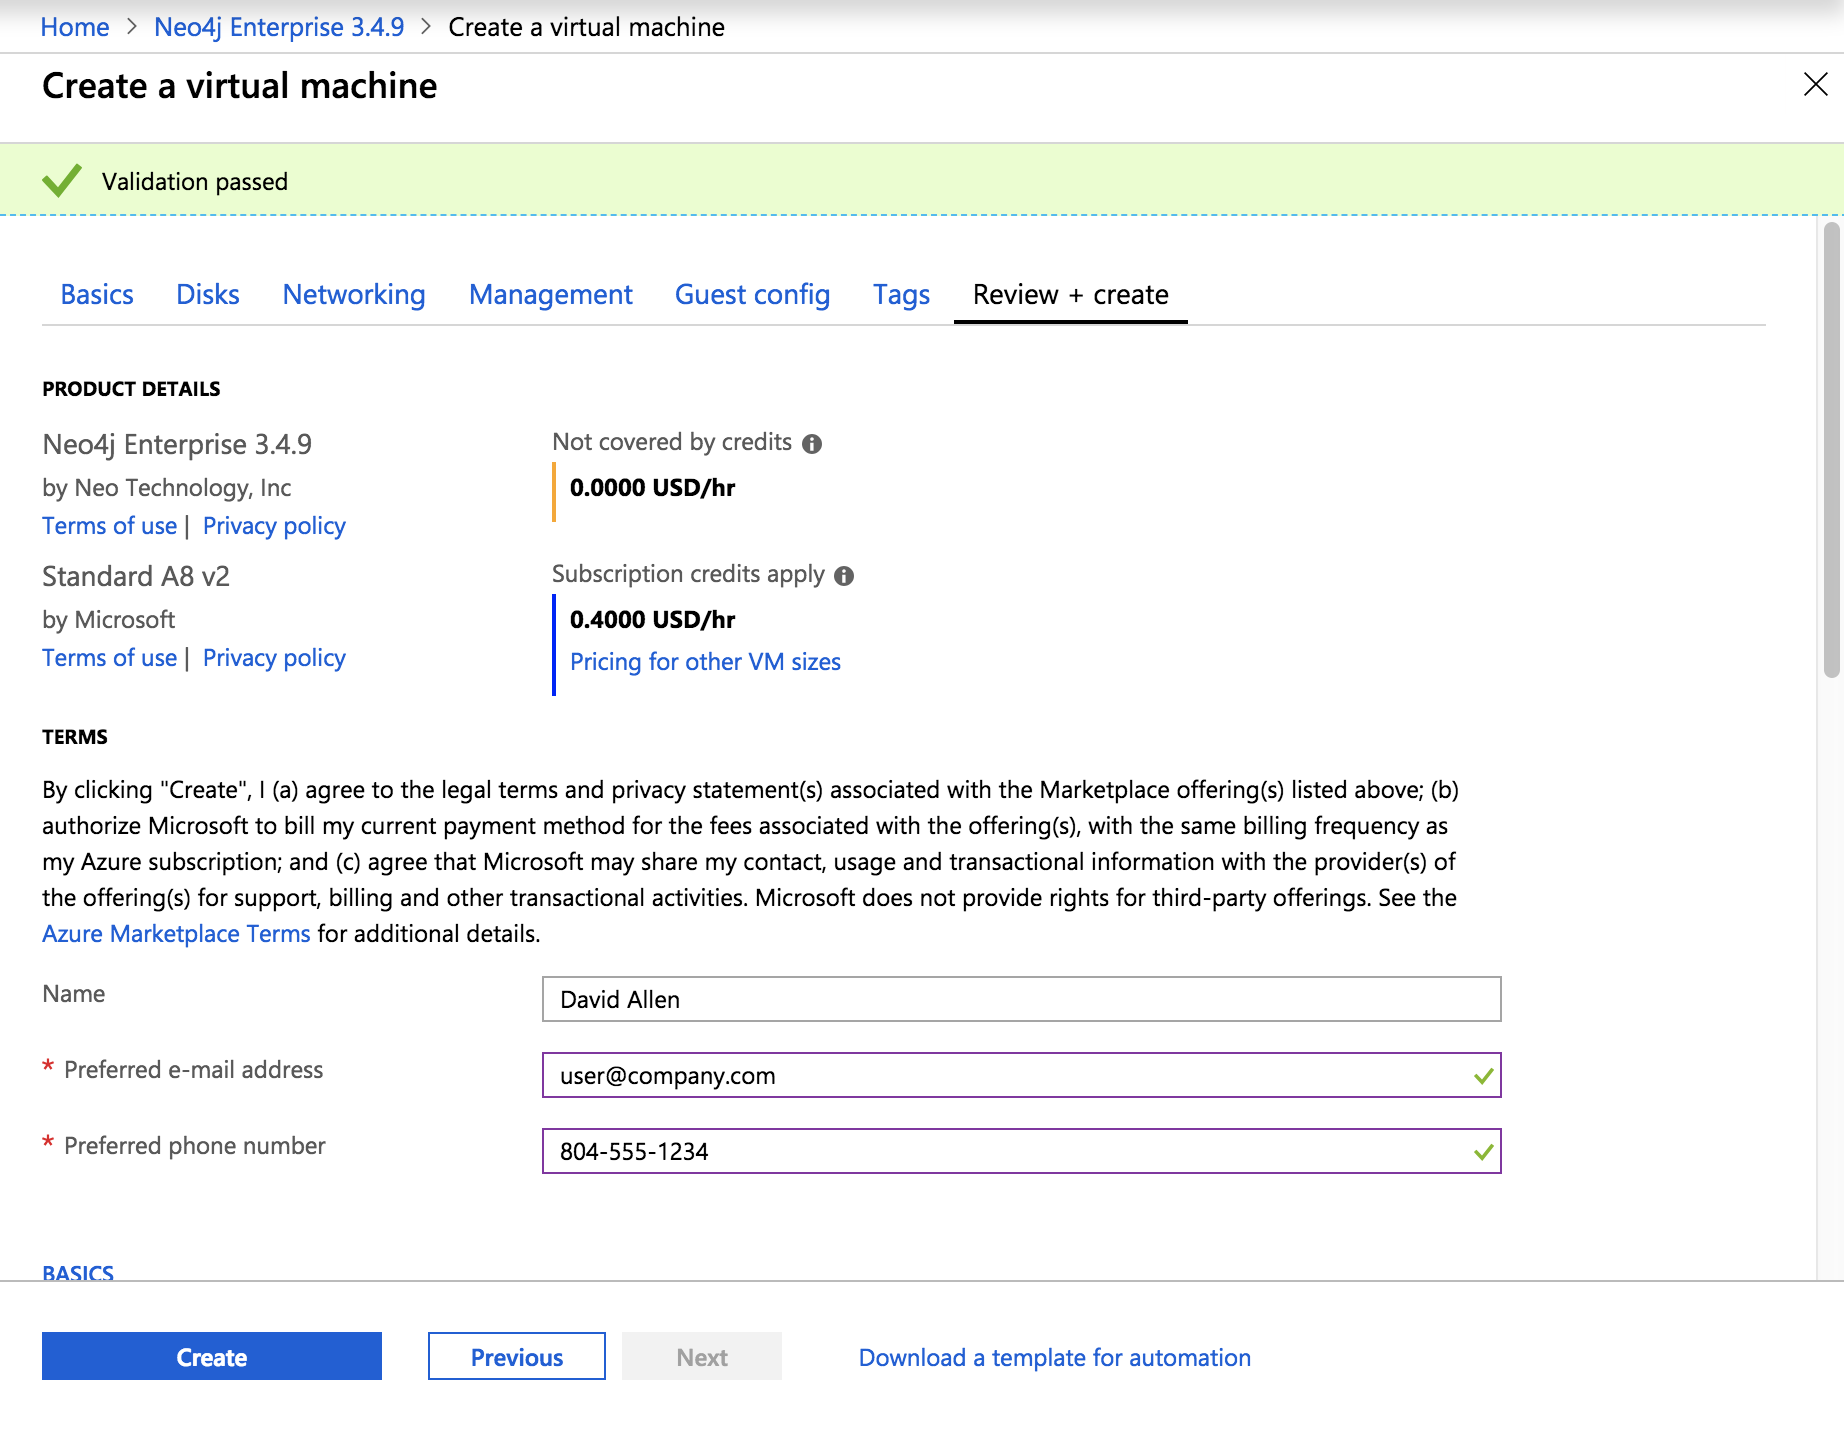 Home > Neo4j Enterprise 3.4.9 > Create a virtual machine
Create a virtual machine
Validation passed
Basics Disks Networking Management Guest config Tags Review + create
PRODUCT DETAILS
Neo4j Enterprise 3.4.9
by Neo Technology, Inc
Terms of use | Privacy policy
Not covered by credits
0.0000 USD/hr
Standard A8 v2
by Microsoft
Terms of use | Privacy policy
Subscription credits apply
0.4000 USD/hr
Pricing for other VM sizes
TERMS
By clicking "Create", I (a) agree to the legal terms and privacy statement(s) associated with the Marketplace offering(s) listed above; (b)
authorize Microsoft to bill my current payment method for the fees associated with the offering(s), with the same billing frequency as
my Azure subscription; and (c) agree that Microsoft may share my contact, usage and transactional information with the provider(s) of
the offering(s) for support, billing and other transactional activities. Microsoft does not provide rights for third-party offerings. See the
Azure Marketplace Terms for additional details.
Name David Allen
* Preferred e-mail address user@company.com
* Preferred phone number 804-555-1234
BASICS
Create Previous Next Download a template for automation